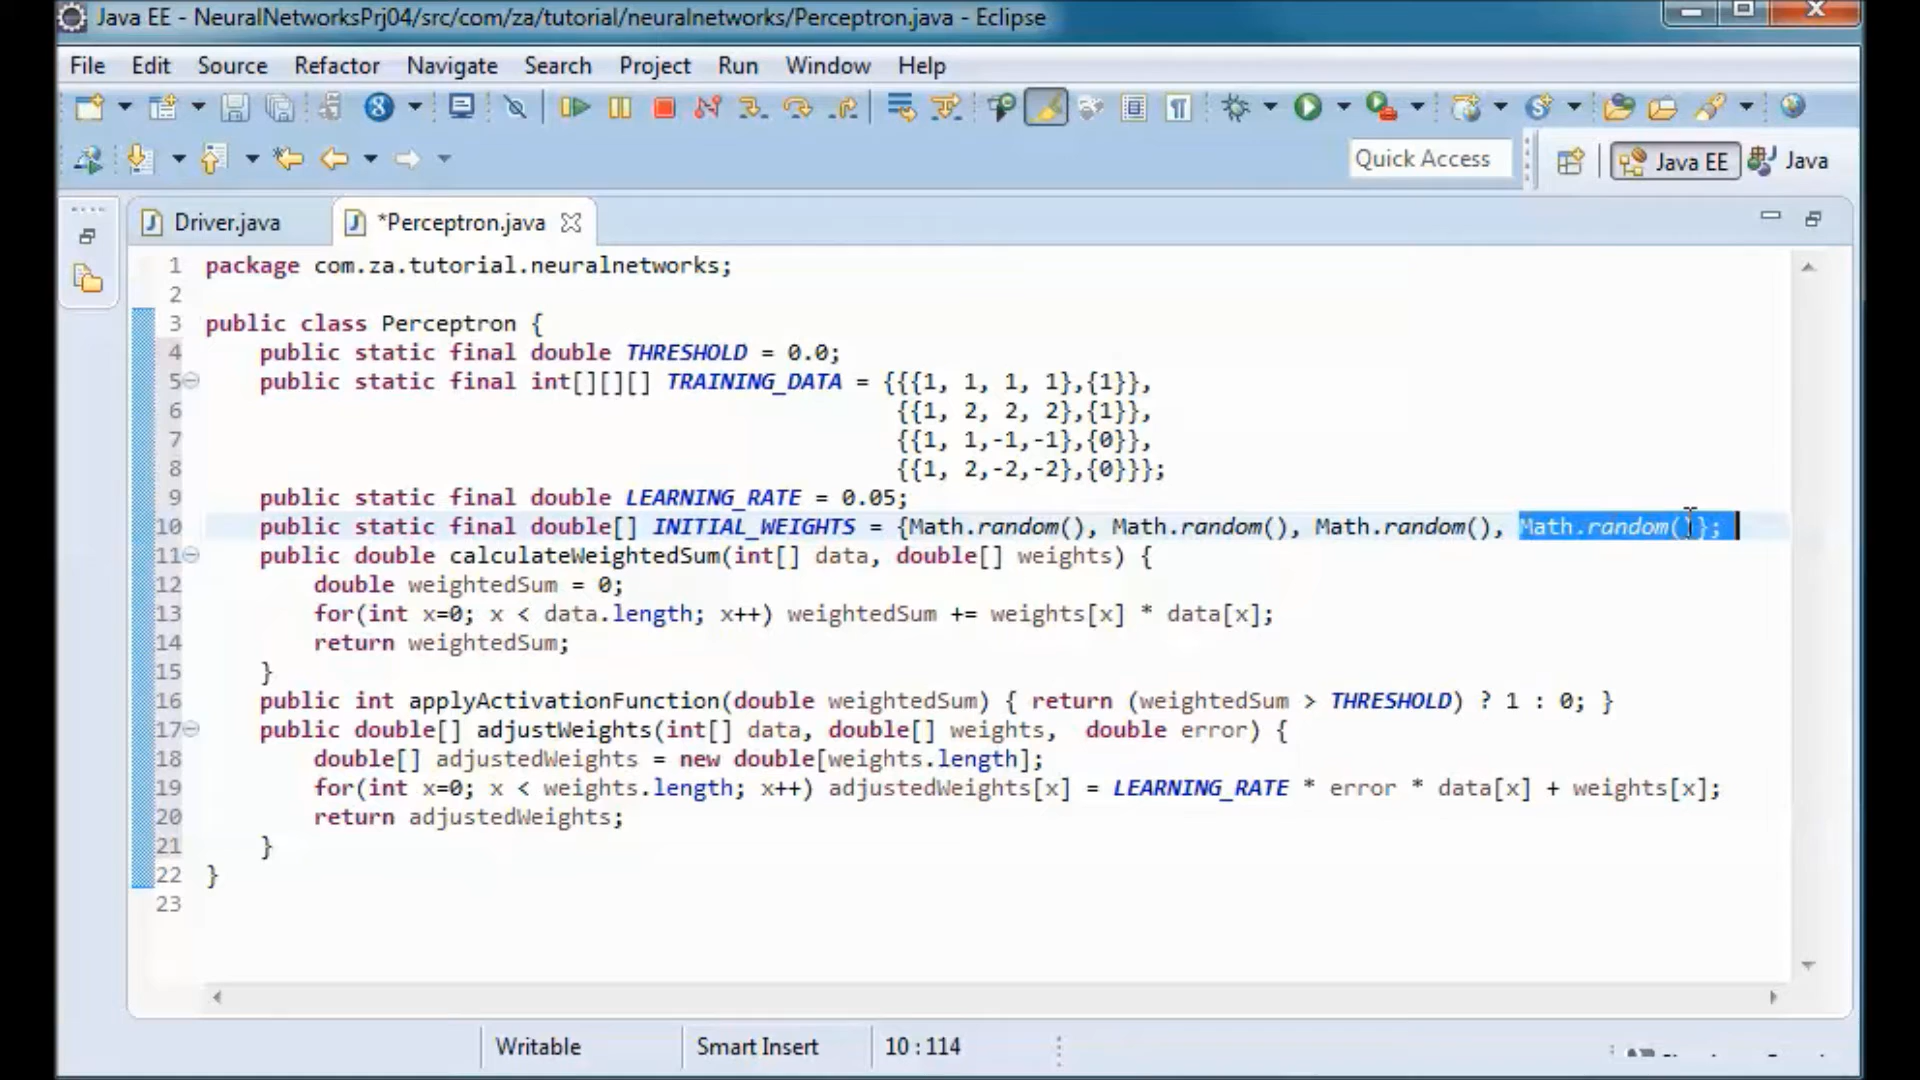 Java EE - NeuralNetworksPrj04/src/com/za/tutorial/neuralnetworks/Perceptron.java - Eclipse
File Edit Source Refactor Navigate Search Project Run Window Help
Quick Access Java EE Java
Driver.java *Perceptron.java
1 package com.za.tutorial.neuralnetworks;
2
3 public class Perceptron {
4 public static final double THRESHOLD = 0.0;
5 public static final int[][][] TRAINING_DATA = {{{1, 1, 1, 1},{1}},
6 {{1, 2, 2, 2},{1}},
7 {{1, 1,-1,-1},{0}},
8 {{1, 2,-2,-2},{0}}};
9 public static final double LEARNING_RATE = 0.05;
10 public static final double[] INITIAL_WEIGHTS = {Math.random(), Math.random(), Math.random(), Math.random()};
11 public double calculateWeightedSum(int[] data, double[] weights) {
12 double weightedSum = 0;
13 for(int x=0; x < data.length; x++) weightedSum += weights[x] * data[x];
14 return weightedSum;
15 }
16 public int applyActivationFunction(double weightedSum) { return (weightedSum > THRESHOLD) ? 1 : 0; }
17 public double[] adjustWeights(int[] data, double[] weights, double error) {
18 double[] adjustedWeights = new double[weights.length];
19 for(int x=0; x < weights.length; x++) adjustedWeights[x] = LEARNING_RATE * error * data[x] + weights[x];
20 return adjustedWeights;
21 }
22 }
23
Writable Smart Insert 10 : 114